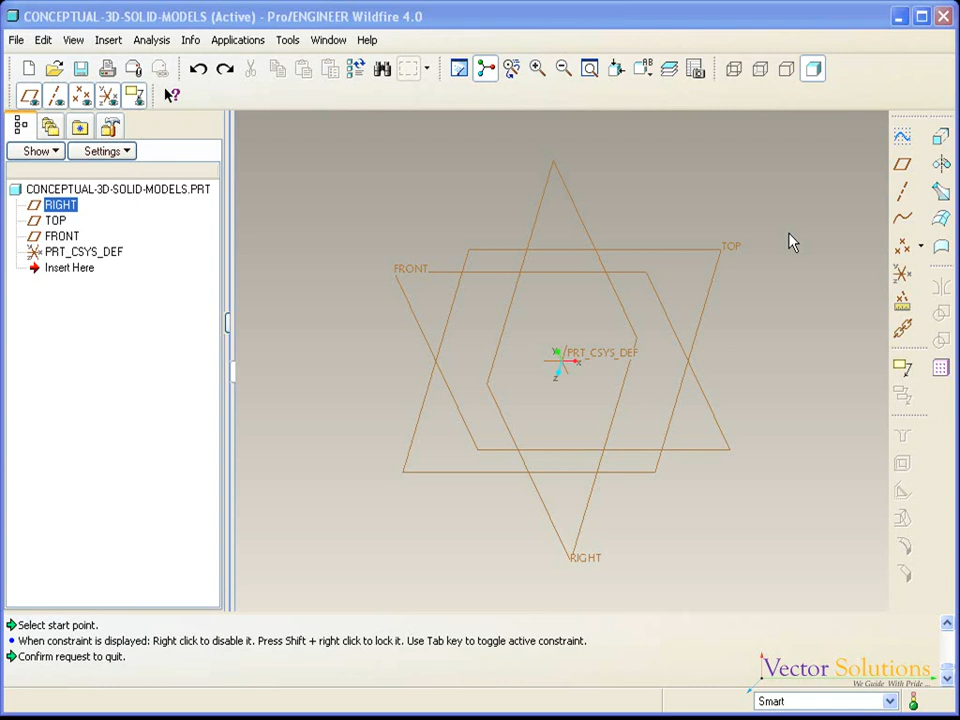 CONCEPTUAL-3D-SOLID-MODELS (Active) - Pro/ENGINEER Wildfire 4.0
File Edit View Insert Analysis Info Applications Tools Window Help
Show Settings
CONCEPTUAL-3D-SOLID-MODELS.PRT
RIGHT
TOP
FRONT
PRT_CSYS_DEF
Insert Here
TOP
FRONT
Y PRT_CSYS_DEF
X
Z
RIGHT
Select start point.
When constraint is displayed: Right click to disable it. Press Shift + right click to lock it. Use Tab key to toggle active constraint.
Confirm request to quit.
Vector Solutions
We Guide With Pride...
Smart